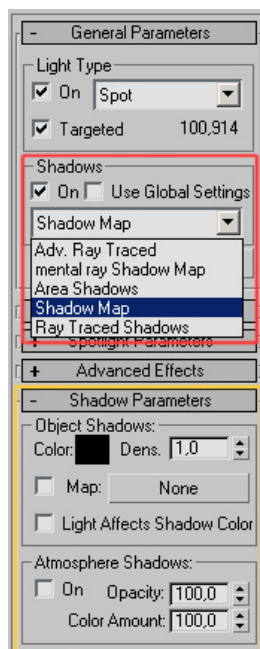 - General Parameters
Light Type
On Spot
Targeted 100,914
Shadows
On Use Global Settings
Shadow Map
Adv. Ray Traced
mental ray Shadow Map
Area Shadows
Shadow Map
Ray Traced Shadows
+ Spotlight Parameters
+ Advanced Effects
- Shadow Parameters
Object Shadows:
Color: Dens. 1,0
Map: None
Light Affects Shadow Color
Atmosphere Shadows:
On Opacity: 100,0
Color Amount: 100,0